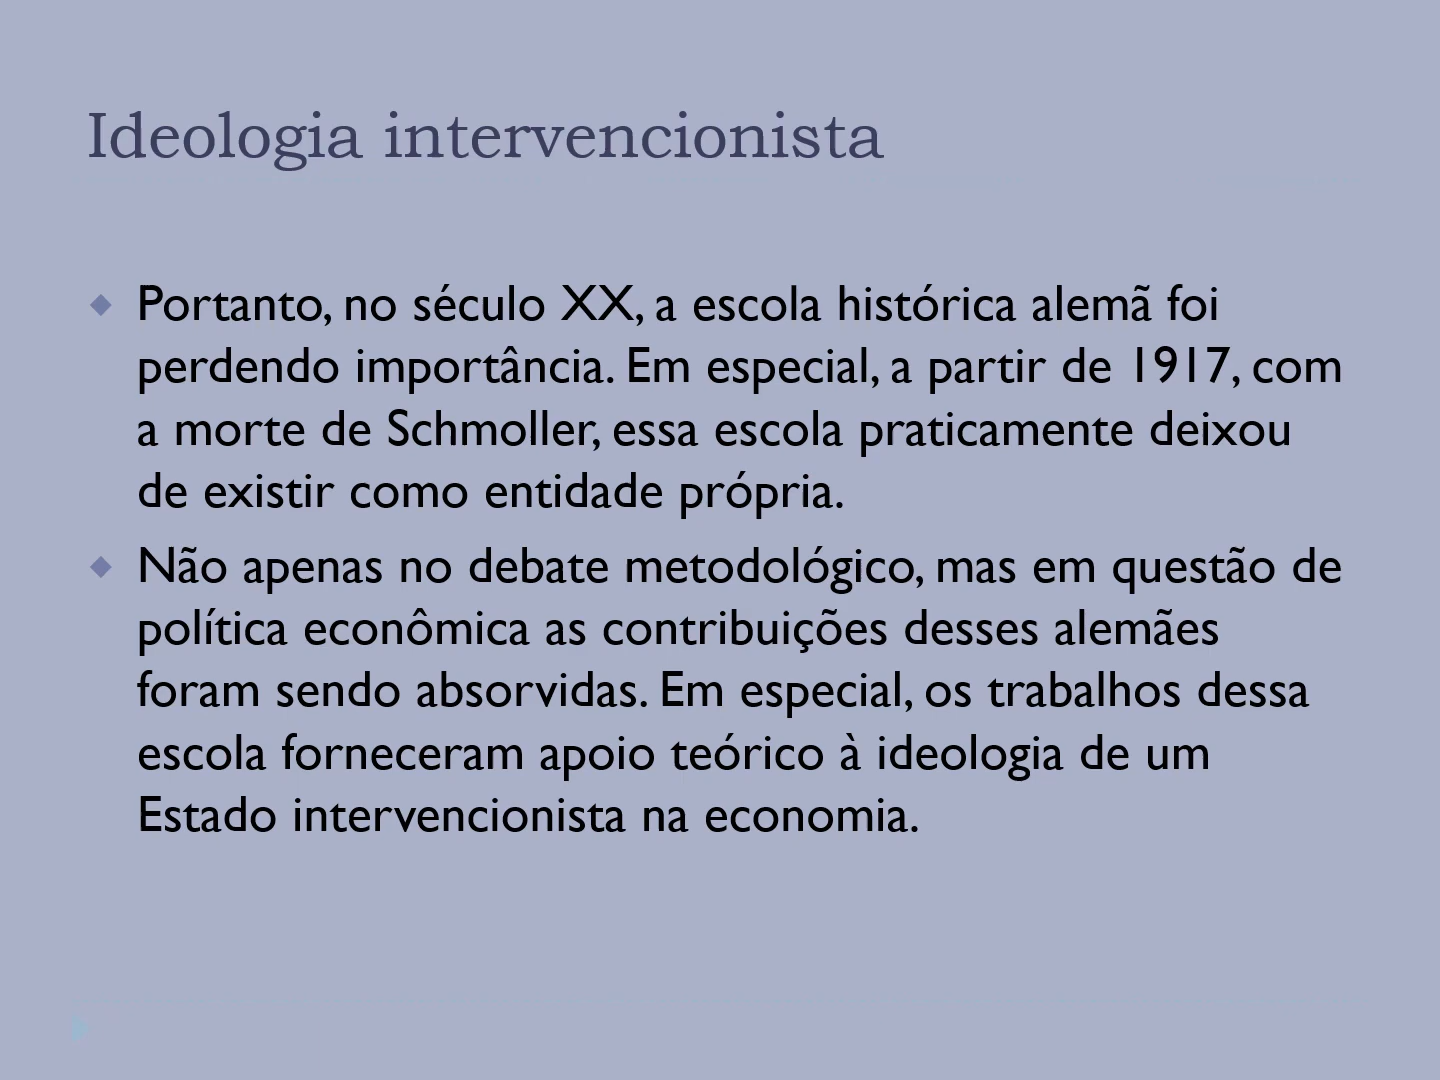 Ideologia intervencionista
Portanto, no século XX, a escola histórica alemã foi
perdendo importância. Em especial, a partir de 1917, com
a morte de Schmoller, essa escola praticamente deixou
de existir como entidade própria.
Não apenas no debate metodológico, mas em questão de
política econômica as contribuições desses alemães
foram sendo absorvidas. Em especial, os trabalhos dessa
escola forneceram apoio teórico à ideologia de um
Estado intervencionista na economia.